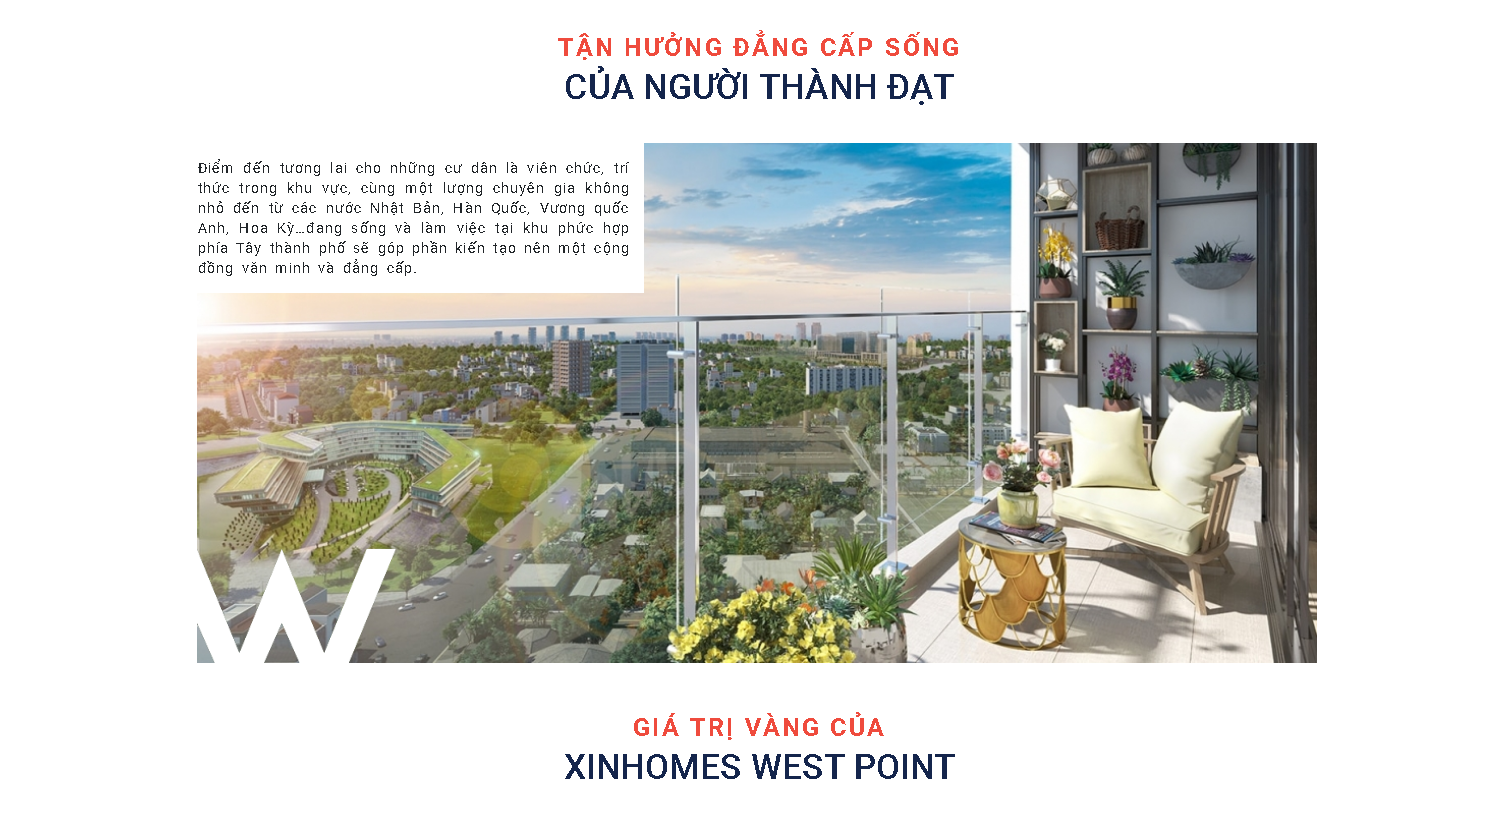 TẬN HƯỞNG ĐẲNG CẤP SỐNG
CỦA NGƯỜI THÀNH ĐẠT
Điểm đến tương lai cho những cư dân là viên chức, trí
thức trong khu vực, cùng một lượng chuyên gia không
nhỏ đến từ các nước Nhật Bản, Hàn Quốc, Vương quốc
Anh, Hoa Kỳ...đang sống và làm việc tại khu phức hợp
phía Tây thành phố sẽ góp phần kiến tạo nên một cộng
đồng văn minh và đẳng cấp.
W
GIÁ TRỊ VÀNG CỦA
XINHOMES WEST POINT